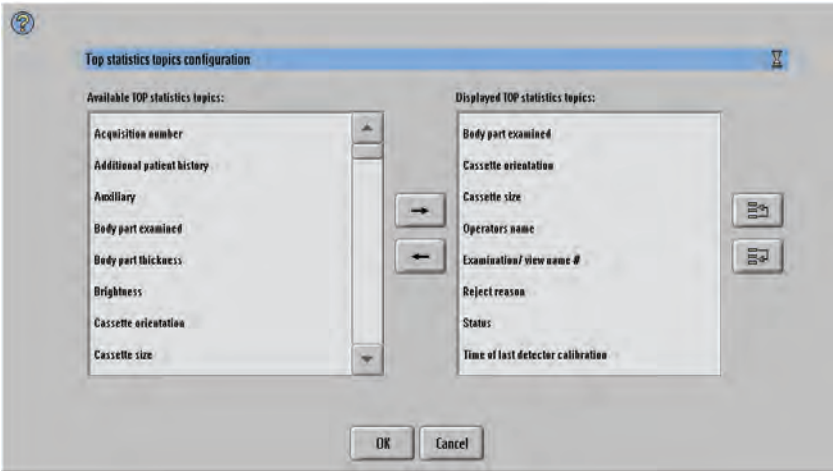 ?
Top statistics topics configuration
Available TOP statistics topics:
Displayed TOP statistics topics:
Acquisition number
Additional patient history
Auxiliary
Body part examined
Body part thickness
Brightness
Cassette orientation
Cassette size
Body part examined
Cassette orientation
Cassette size
Operators name
Examination/ view name #
Reject reason
Status
Time of last detector calibration
OK
Cancel